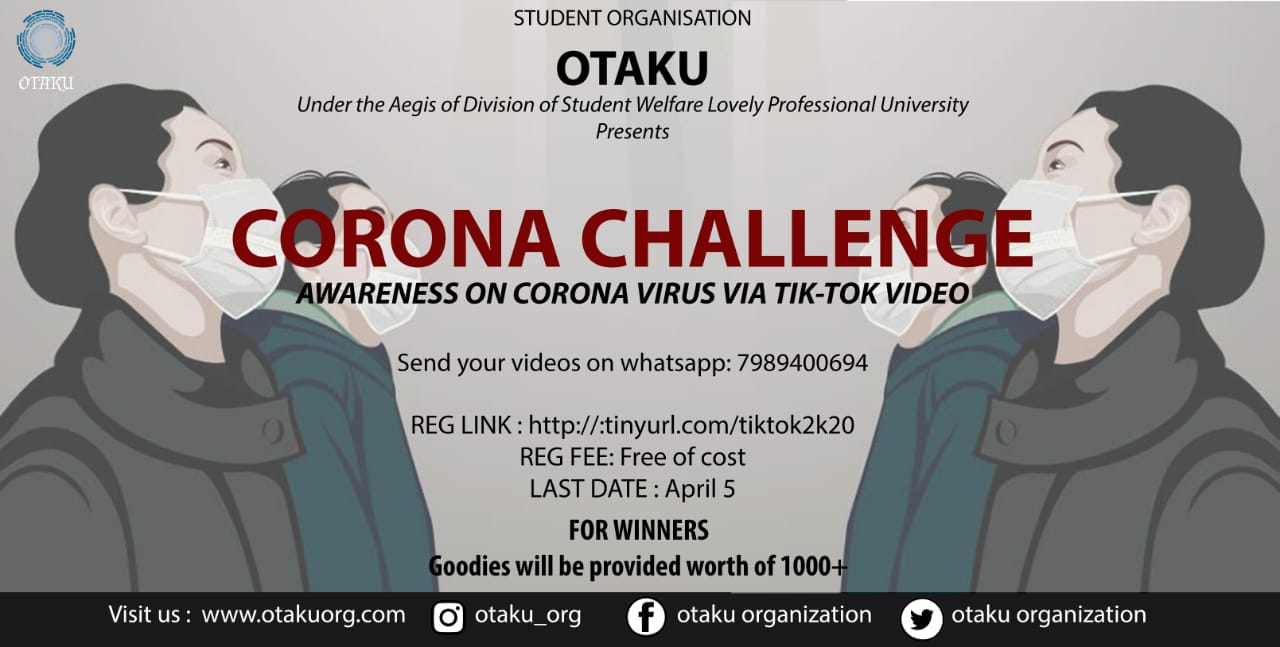 STUDENT ORGANISATION
OTAKU
OTAKU
Under the Aegis of Division of Student Welfare Lovely Professional University
Presents
CORONA CHALLENGE
AWARENESS ON CORONA VIRUS VIA TIK-TOK VIDEO
Send your videos on whatsapp: 7989400694
REG LINK : http://:tinyurl.com/tiktok2k20
REG FEE: Free of cost
LAST DATE : April 5
FOR WINNERS
Goodies will be provided worth of 1000+
Visit us : www.otakuorg.com otaku_org otaku organization otaku organization